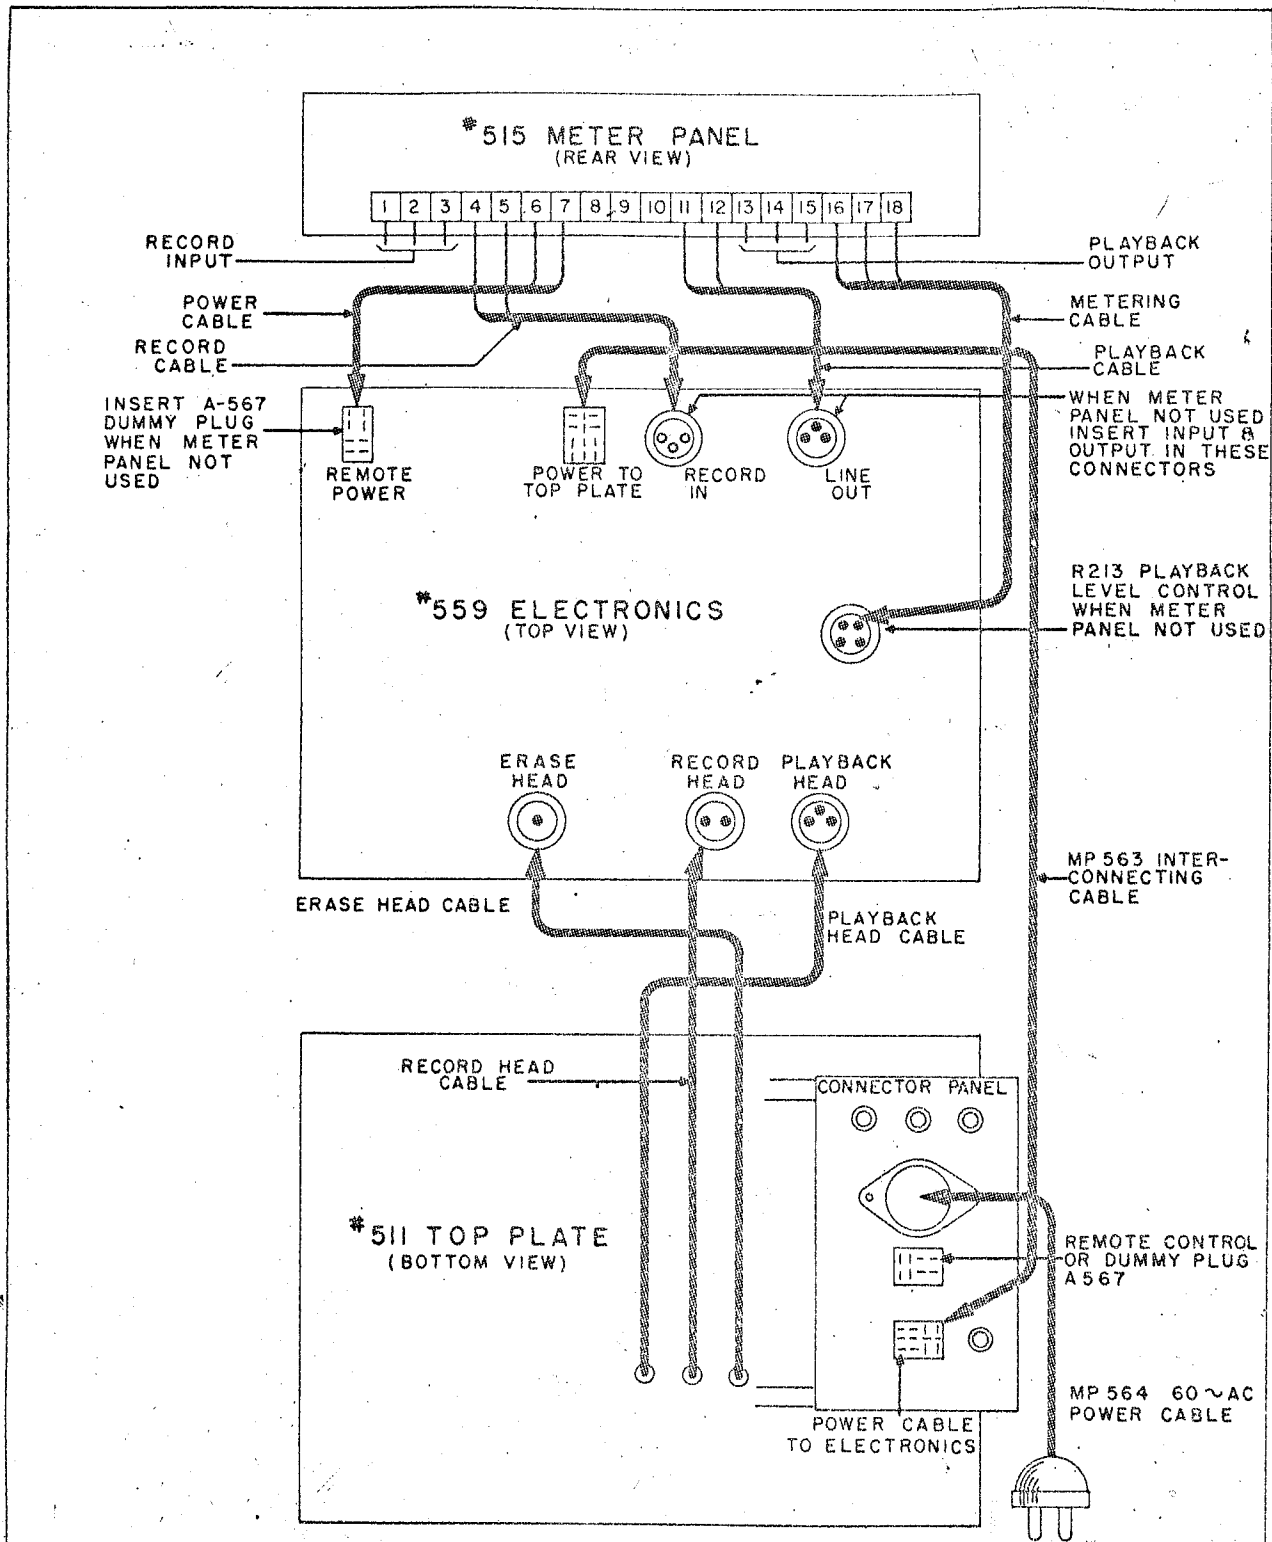 #515 METER PANEL
(REAR VIEW)
1 2 3 4 5 6 7 8 9 10 11 12 13 14 15 16 17 18
RECORD
INPUT
PLAYBACK
OUTPUT
POWER
CABLE
METERING
CABLE
RECORD
CABLE
PLAYBACK
CABLE
INSERT A-567
DUMMY PLUG
WHEN METER
PANEL NOT
USED
WHEN METER
PANEL NOT USED
INSERT INPUT &
OUTPUT IN THESE
CONNECTORS
REMOTE
POWER
POWER TO
TOP PLATE
RECORD
IN
LINE
OUT
#559 ELECTRONICS
(TOP VIEW)
R213 PLAYBACK
LEVEL CONTROL
WHEN METER
PANEL NOT USED
ERASE
HEAD
RECORD
HEAD
PLAYBACK
HEAD
MP 563 INTER-
CONNECTING
CABLE
ERASE HEAD CABLE
PLAYBACK
HEAD CABLE
RECORD HEAD
CABLE
CONNECTOR PANEL
#511 TOP PLATE
(BOTTOM VIEW)
REMOTE CONTROL
OR DUMMY PLUG
A567
MP 564 60~AC
POWER CABLE
POWER CABLE
TO ELECTRONICS